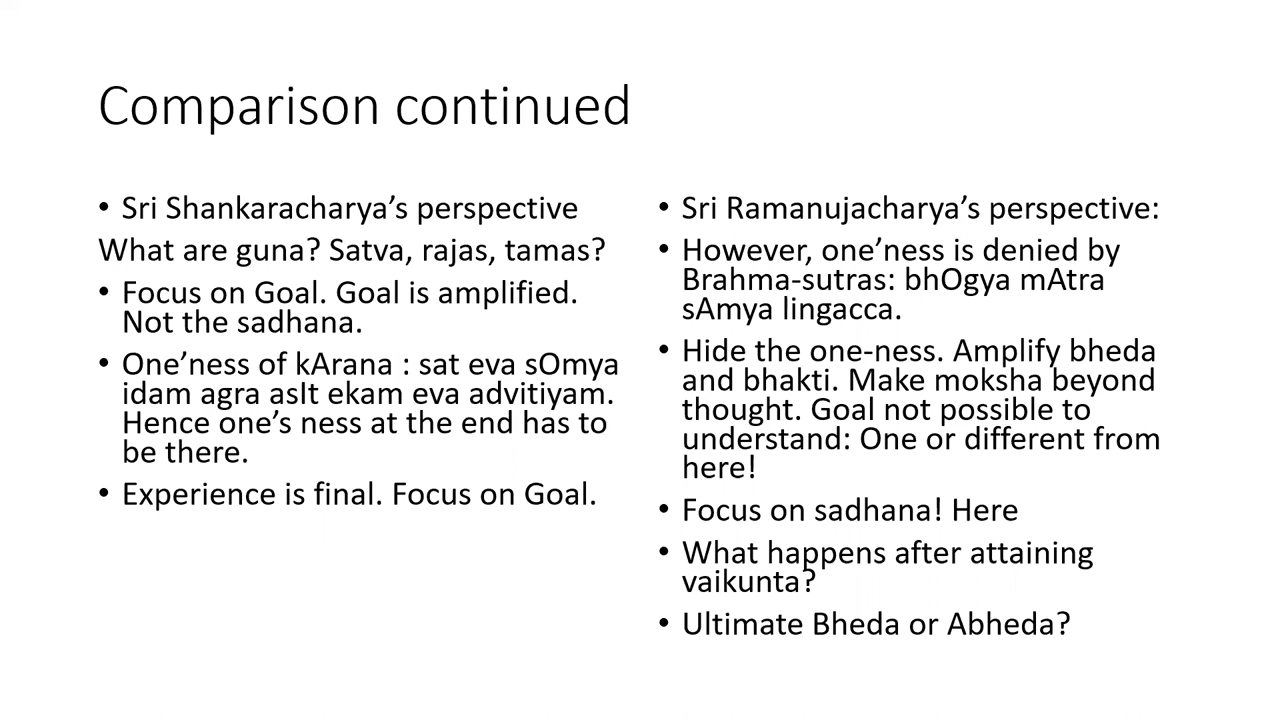 Comparison continued
• Sri Shankaracharya’s perspective
What are guna? Satva, rajas, tamas?
• Focus on Goal. Goal is amplified.
Not the sadhana.
• One’ness of kArana : sat eva sOmya
idam agra asIt ekam eva advitiyam.
Hence one’s ness at the end has to
be there.
• Experience is final. Focus on Goal.
• Sri Ramanujacharya’s perspective:
• However, one’ness is denied by
Brahma-sutras: bhOgya mAtra
sAmya lingacca.
• Hide the one-ness. Amplify bheda
and bhakti. Make moksha beyond
thought. Goal not possible to
understand: One or different from
here!
• Focus on sadhana! Here
• What happens after attaining
vaikunta?
• Ultimate Bheda or Abheda?